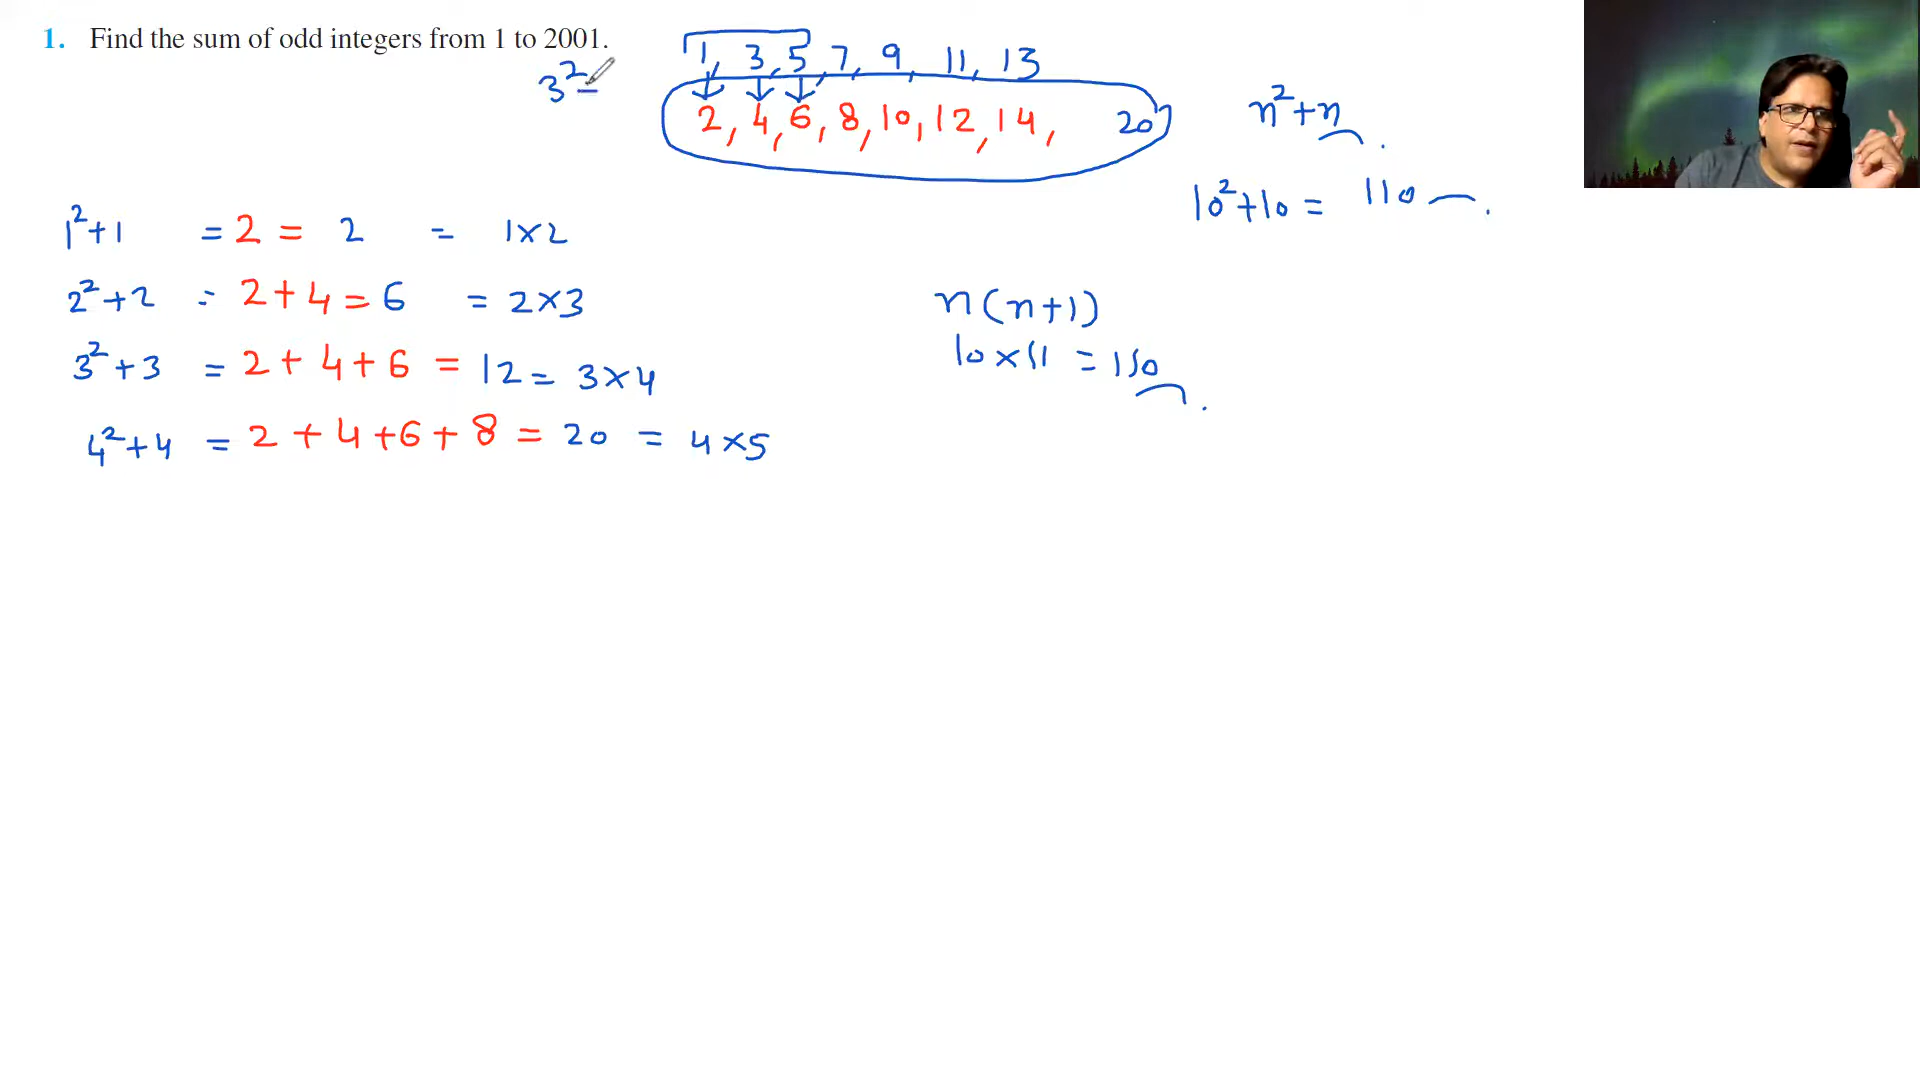 1. Find the sum of odd integers from 1 to 2001.
3² =
1, 3, 5, 7, 9, 11, 13
2, 4, 6, 8, 10, 12, 14, 20
n² + n
10² + 10 = 110
1² + 1 = 2 = 2 = 1 × 2
2² + 2 = 2 + 4 = 6 = 2 × 3
3² + 3 = 2 + 4 + 6 = 12 = 3 × 4
4² + 4 = 2 + 4 + 6 + 8 = 20 = 4 × 5
n(n+1)
10 × 11 = 110